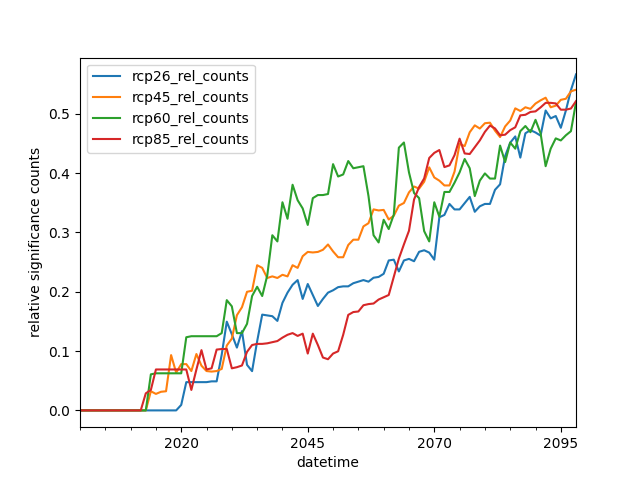 rcp26_rel_counts
rcp45_rel_counts
rcp60_rel_counts
rcp85_rel_counts
relative significance counts
0.5
0.4
0.3
0.2
0.1
0.0
2020 2045 2070 2095
datetime